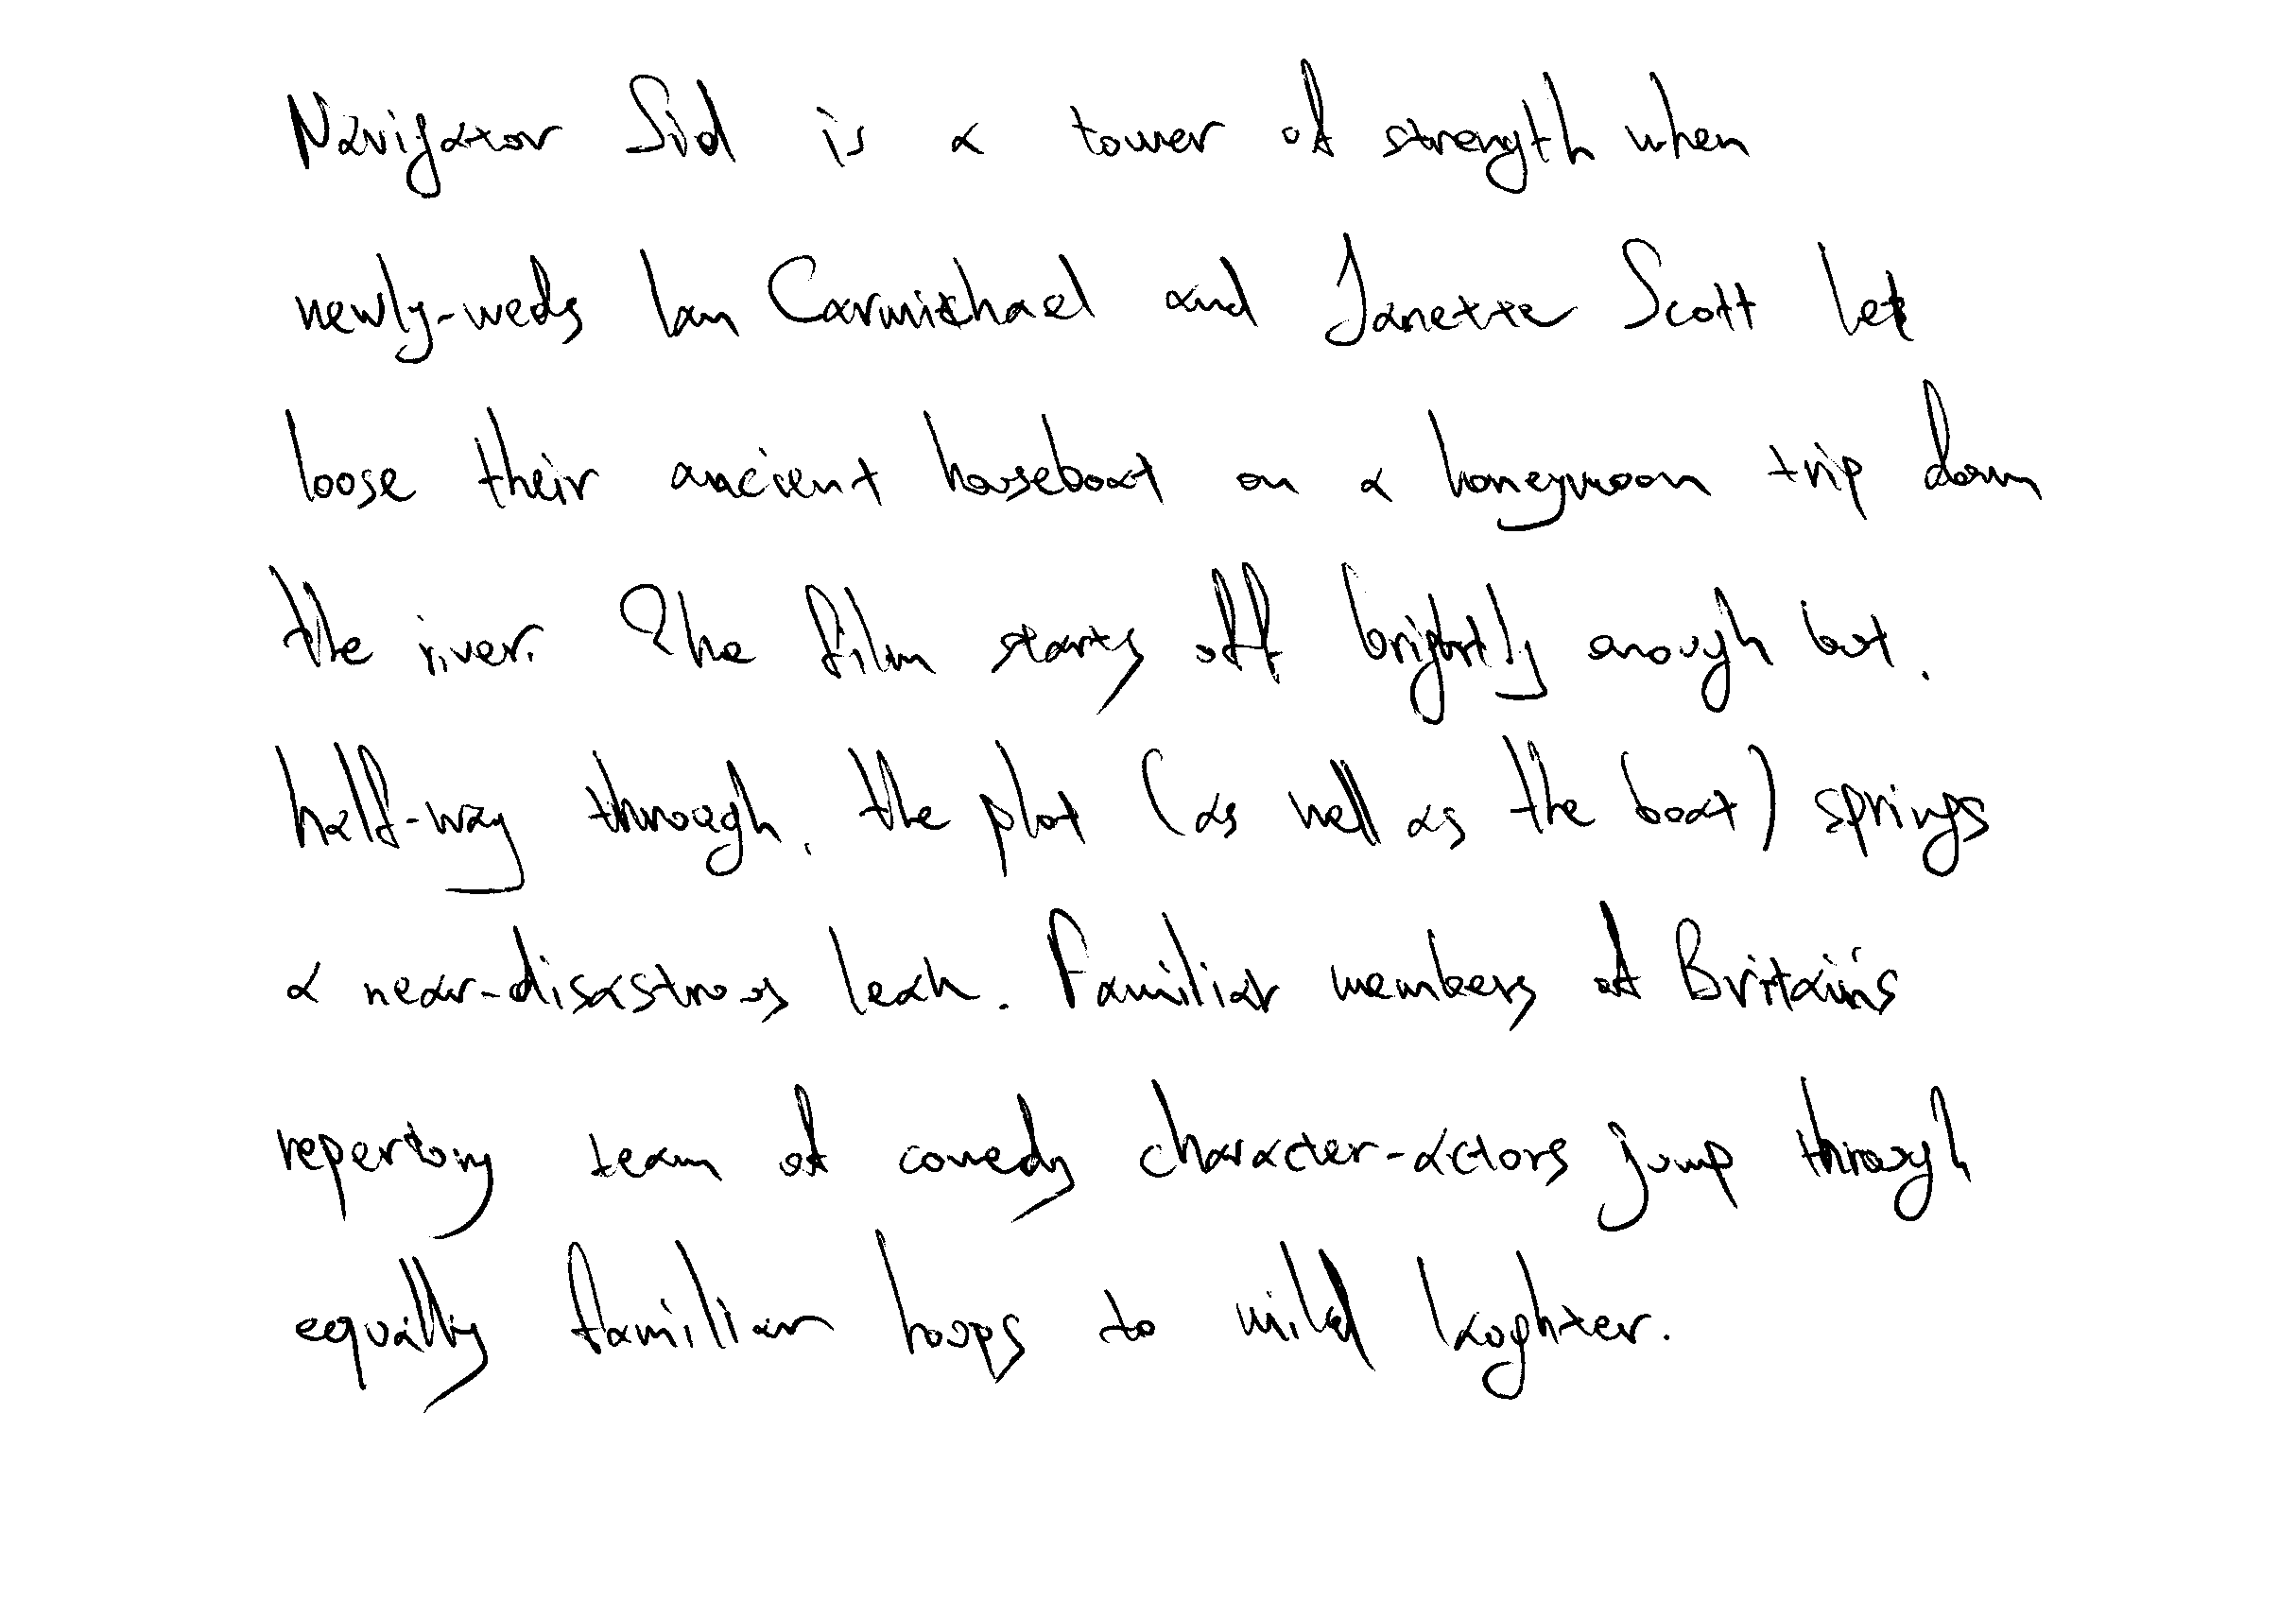 Navigator Sid is a tower of strength when
newly-weds Ian Carmichael and Janette Scott let
loose their ancient houseboat on a honeymoon trip down
the river. The film starts off brightly enough but.
half-way through, the plot (as well as the boat) springs
a near-disastrous leak. Familiar members of Britain's
repertory team of comedy character-actors jump through
equally familiar hoops to mild laughter.